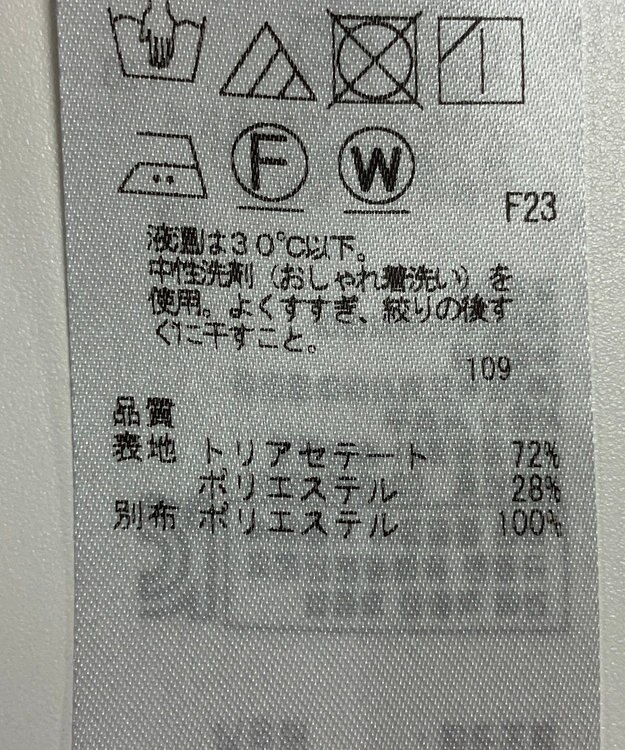 F
W
F23
液温は30℃以下。
中性洗剤（おしゃれ着洗い）を
使用。よくすすぎ、絞りの後す
ぐに干すこと。
109
品質
表地 トリアセテート 72%
ポリエステル 28%
別布 ポリエステル 100%